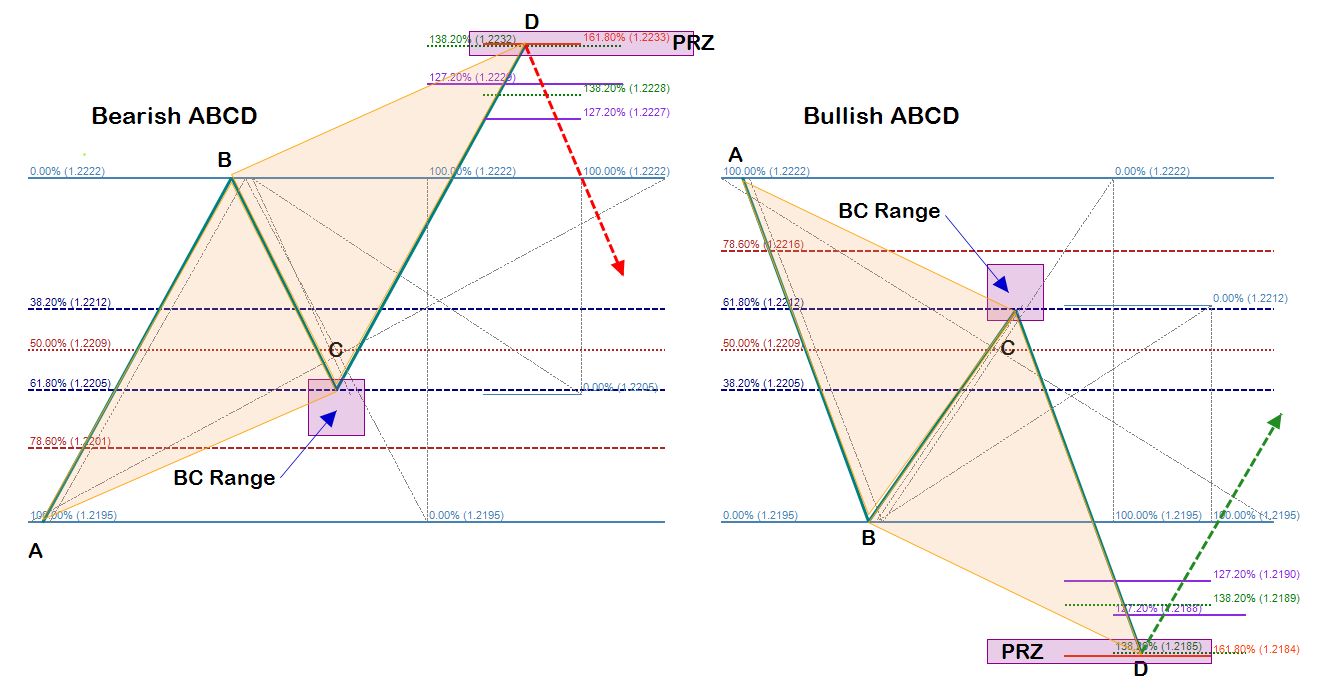 D
138.20% (1.2232)
161.80% (1.2233)
PRZ
127.20% (1.2229)
138.20% (1.2228)
127.20% (1.2227)
Bearish ABCD
B
0.00% (1.2222)
100.00% (1.2222)
100.00% (1.2222)
38.20% (1.2212)
50.00% (1.2209)
C
61.80% (1.2205)
0.00% (1.2205)
78.60% (1.2201)
BC Range
100.00% (1.2195)
0.00% (1.2195)
A
Bullish ABCD
A
100.00% (1.2222)
0.00% (1.2222)
BC Range
78.60% (1.2216)
61.80% (1.2212)
0.00% (1.2212)
50.00% (1.2209)
C
38.20% (1.2205)
0.00% (1.2195)
100.00% (1.2195)
100.00% (1.2195)
B
127.20% (1.2190)
138.20% (1.2189)
127.20% (1.2188)
PRZ
138.20% (1.2185)
161.80% (1.2184)
D